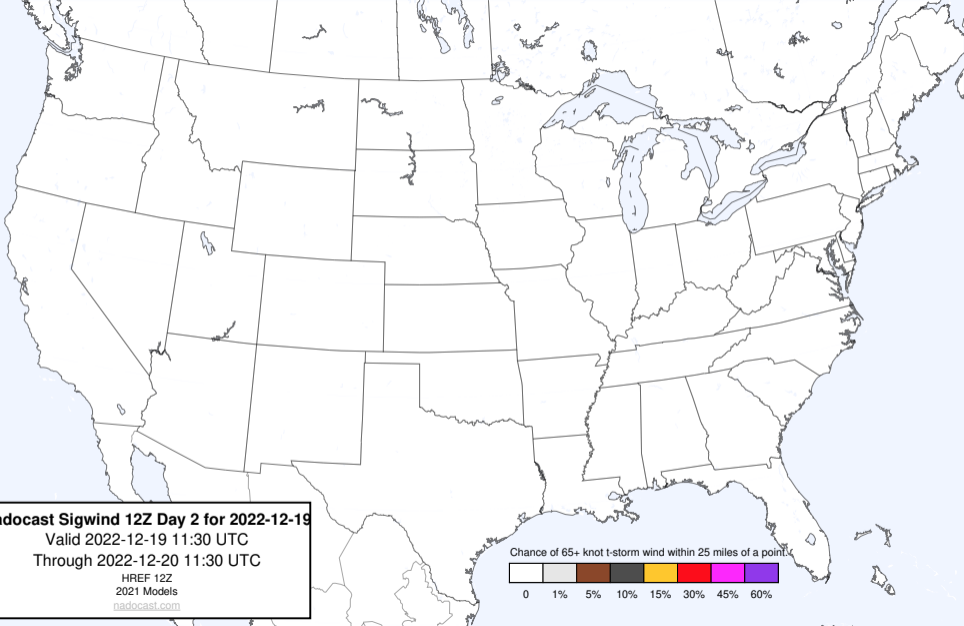 adocast Sigwind 12Z Day 2 for 2022-12-19
Valid 2022-12-19 11:30 UTC
Through 2022-12-20 11:30 UTC
HREF 12Z
2021 Models
nadocast.com
Chance of 65+ knot t-storm wind within 25 miles of a point.
0 1% 5% 10% 15% 30% 45% 60%